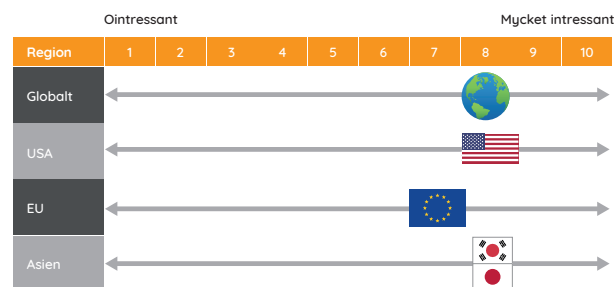 Ointressant Mycket intressant
Region 1 2 3 4 5 6 7 8 9 10
Globalt
USA
EU
Asien